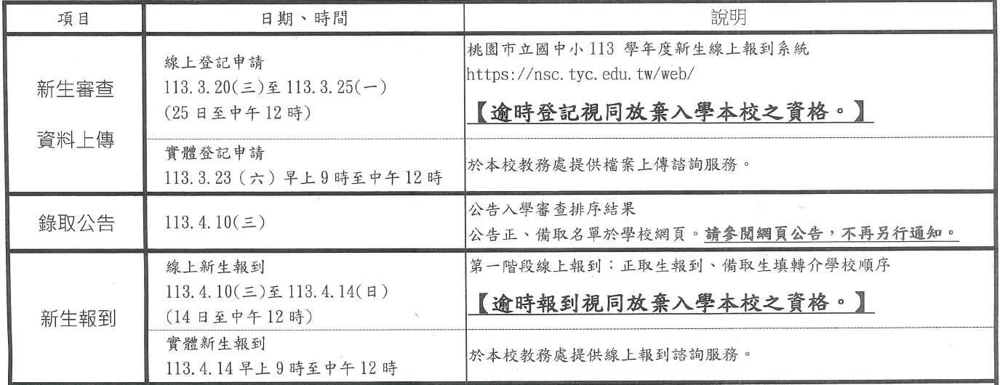 項目
日期、時間
說明
新生審查
資料上傳
線上登記申請
113.3.20(三)至113.3.25(一)
(25日至中午12時)
桃園市立國中小113 學年度新生線上報到系統
https://nsc.tyc.edu.tw/web/
【逾時登記視同放棄入學本校之資格。】
實體登記申請
113.3.23（六）早上9時至中午12時
於本校教務處提供檔案上傳諮詢服務。
錄取公告
113.4.10(三)
公告入學審查排序結果
公告正、備取名單於學校網頁。請參閱網頁公告，不再另行通知。
新生報到
線上新生報到
113.4.10(三)至113.4.14(日)
(14日至中午12時)
第一階段線上報到：正取生報到、備取生填轉介學校順序
【逾時報到視同放棄入學本校之資格。】
實體新生報到
113.4.14早上9時至中午12時
於本校教務處提供線上報到諮詢服務。